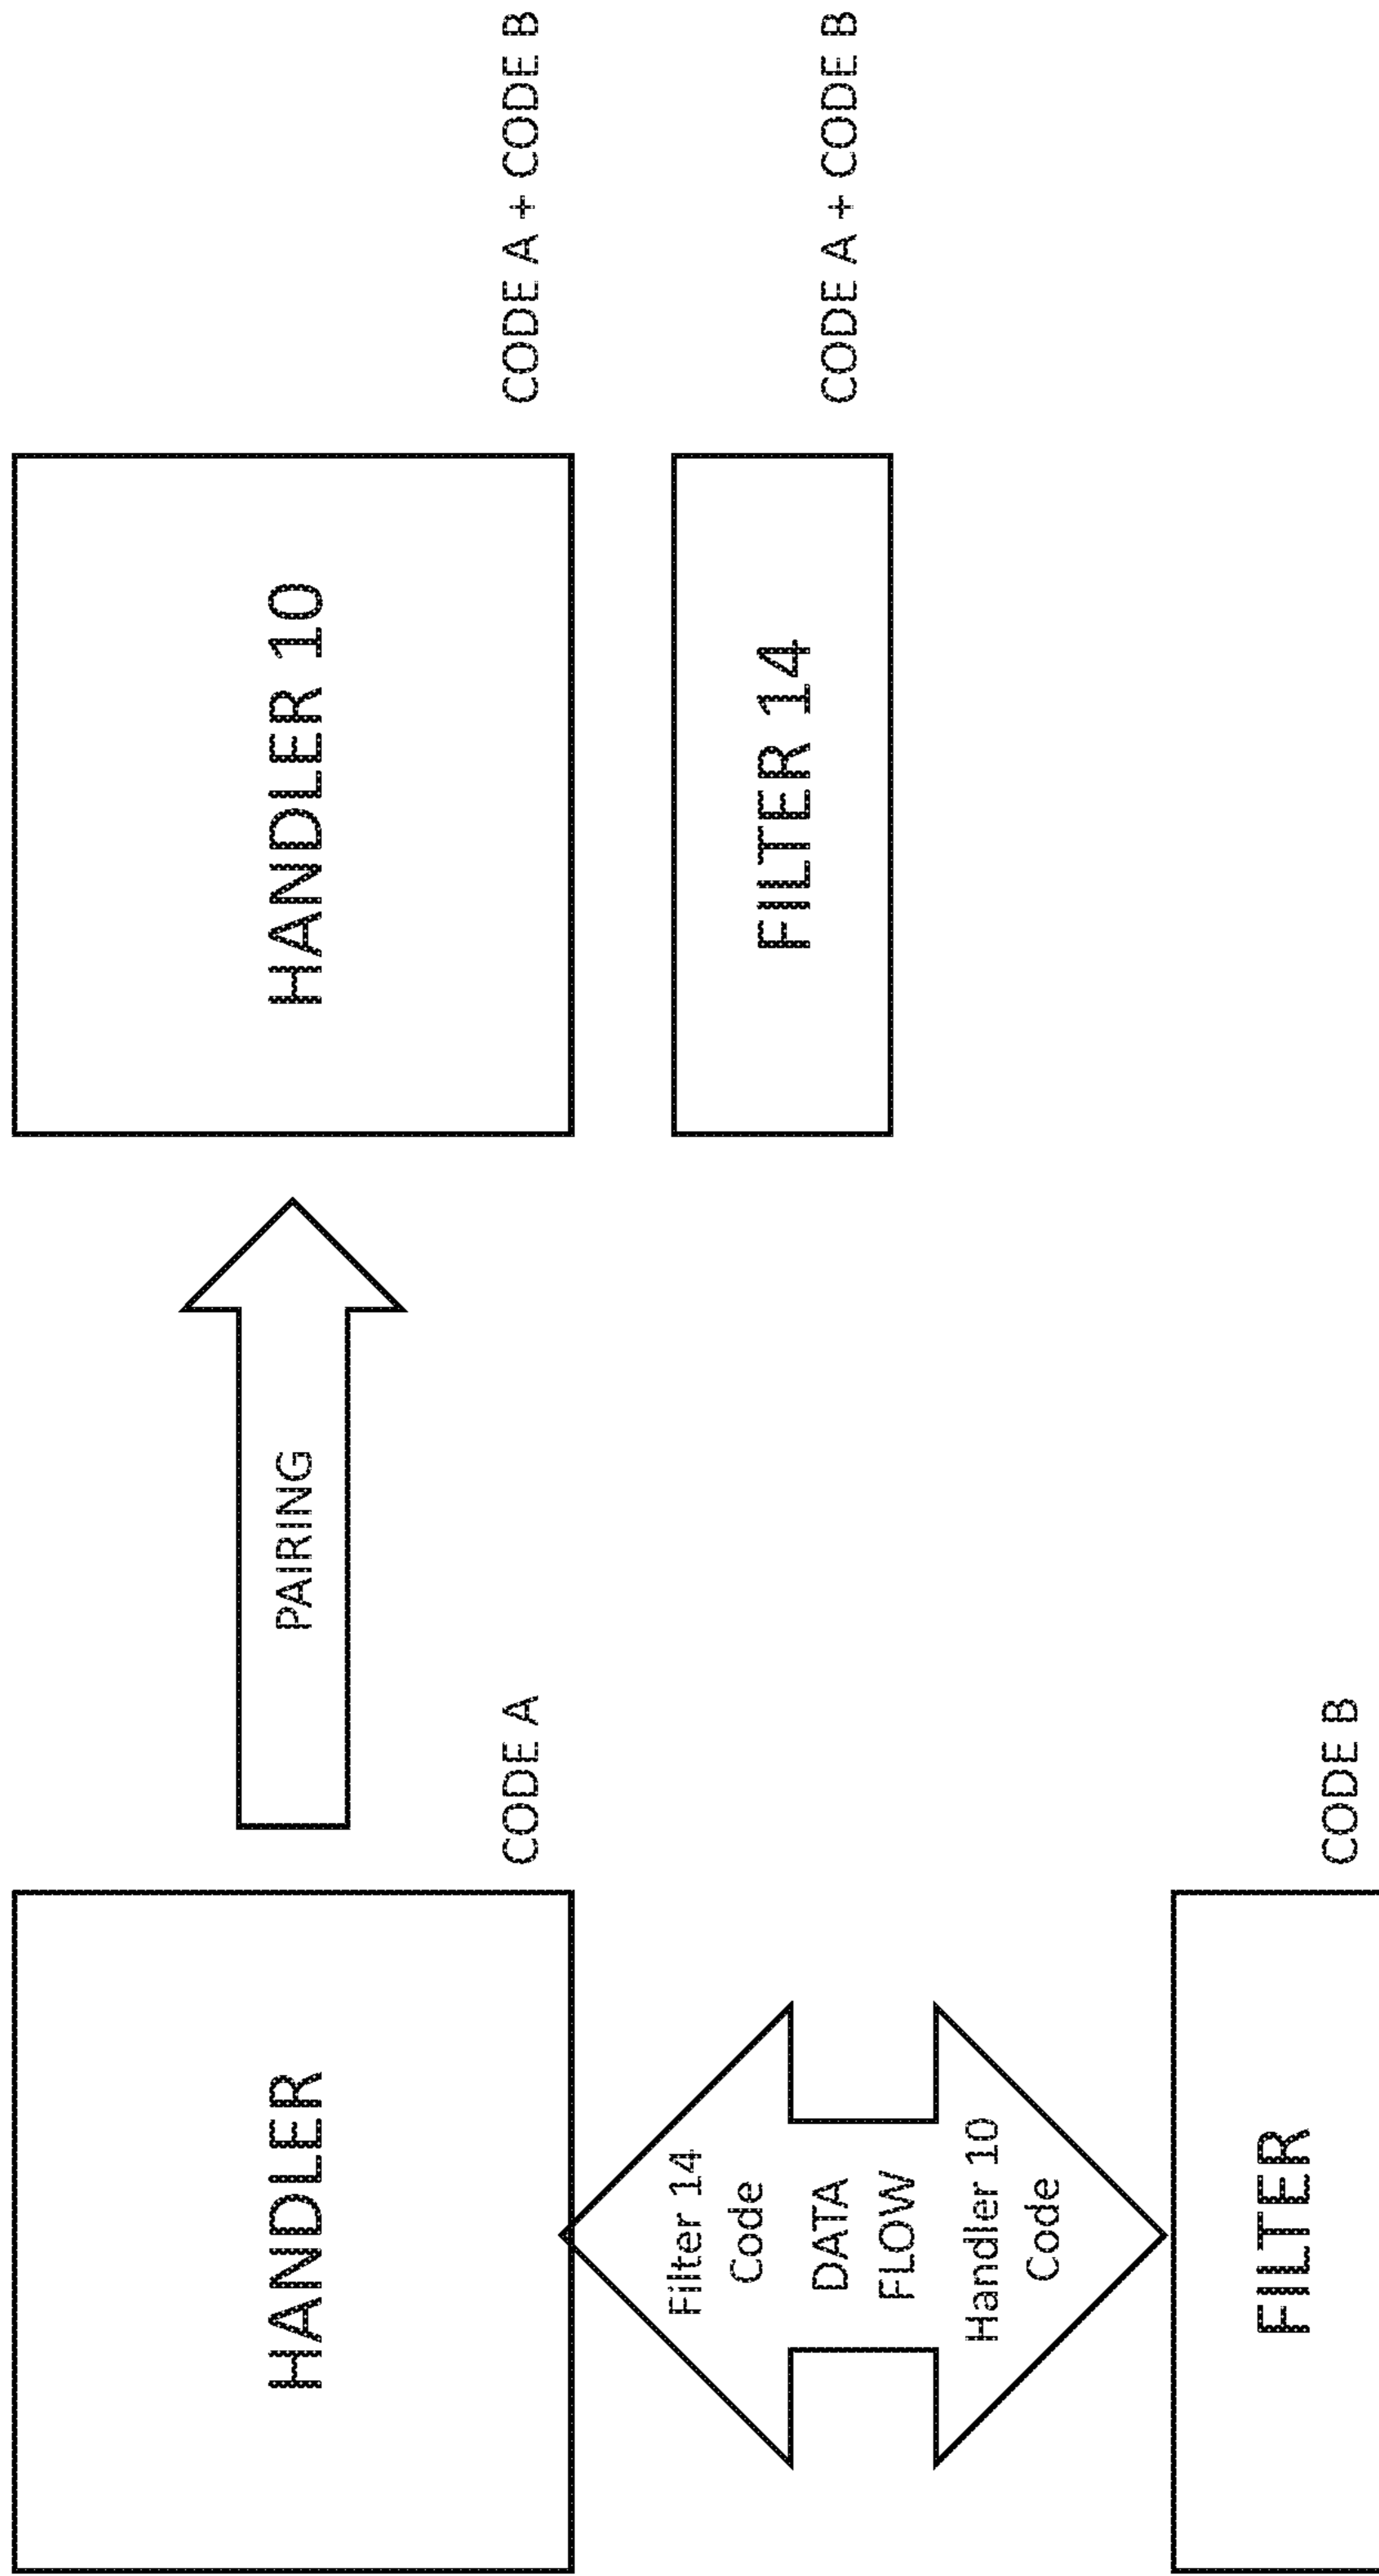 HANDLER
CODE A
Filter 14
Code
DATA
FLOW
Handler 10
Code
FILTER
CODE B
PAIRING
HANDLER 10
CODE A + CODE B
FILTER 14
CODE A + CODE B